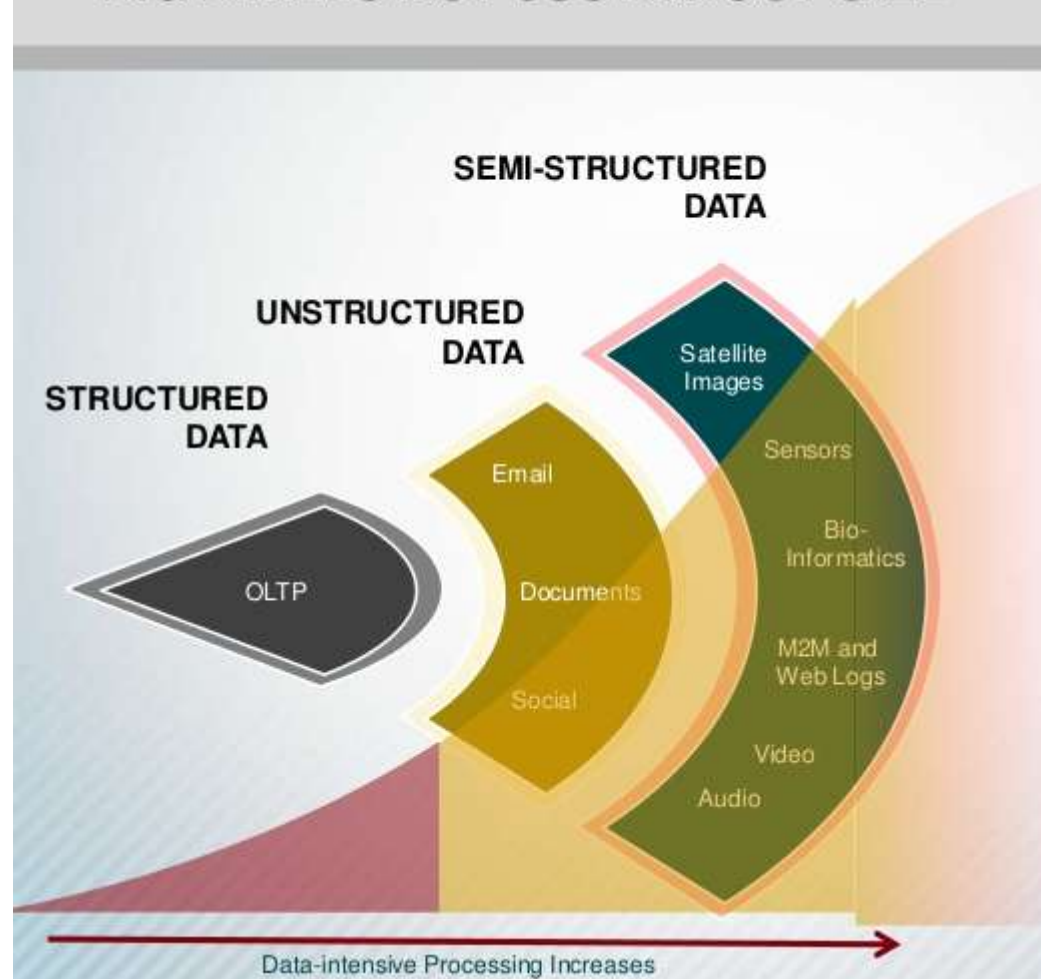 SEMI-STRUCTURED
DATA
UNSTRUCTURED
DATA
STRUCTURED
DATA
OLTP
Email
Documents
Social
Satellite
Images
Sensors
Bio-
Informatics
M2M and
Web Logs
Video
Audio
Data-intensive Processing Increases